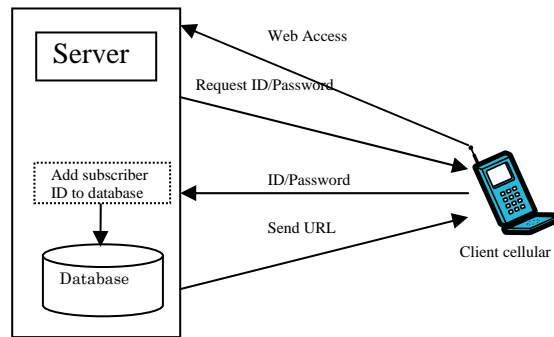 Server
Web Access
Request ID/Password
Add subscriber
ID to database
ID/Password
Send URL
Client cellular
Database